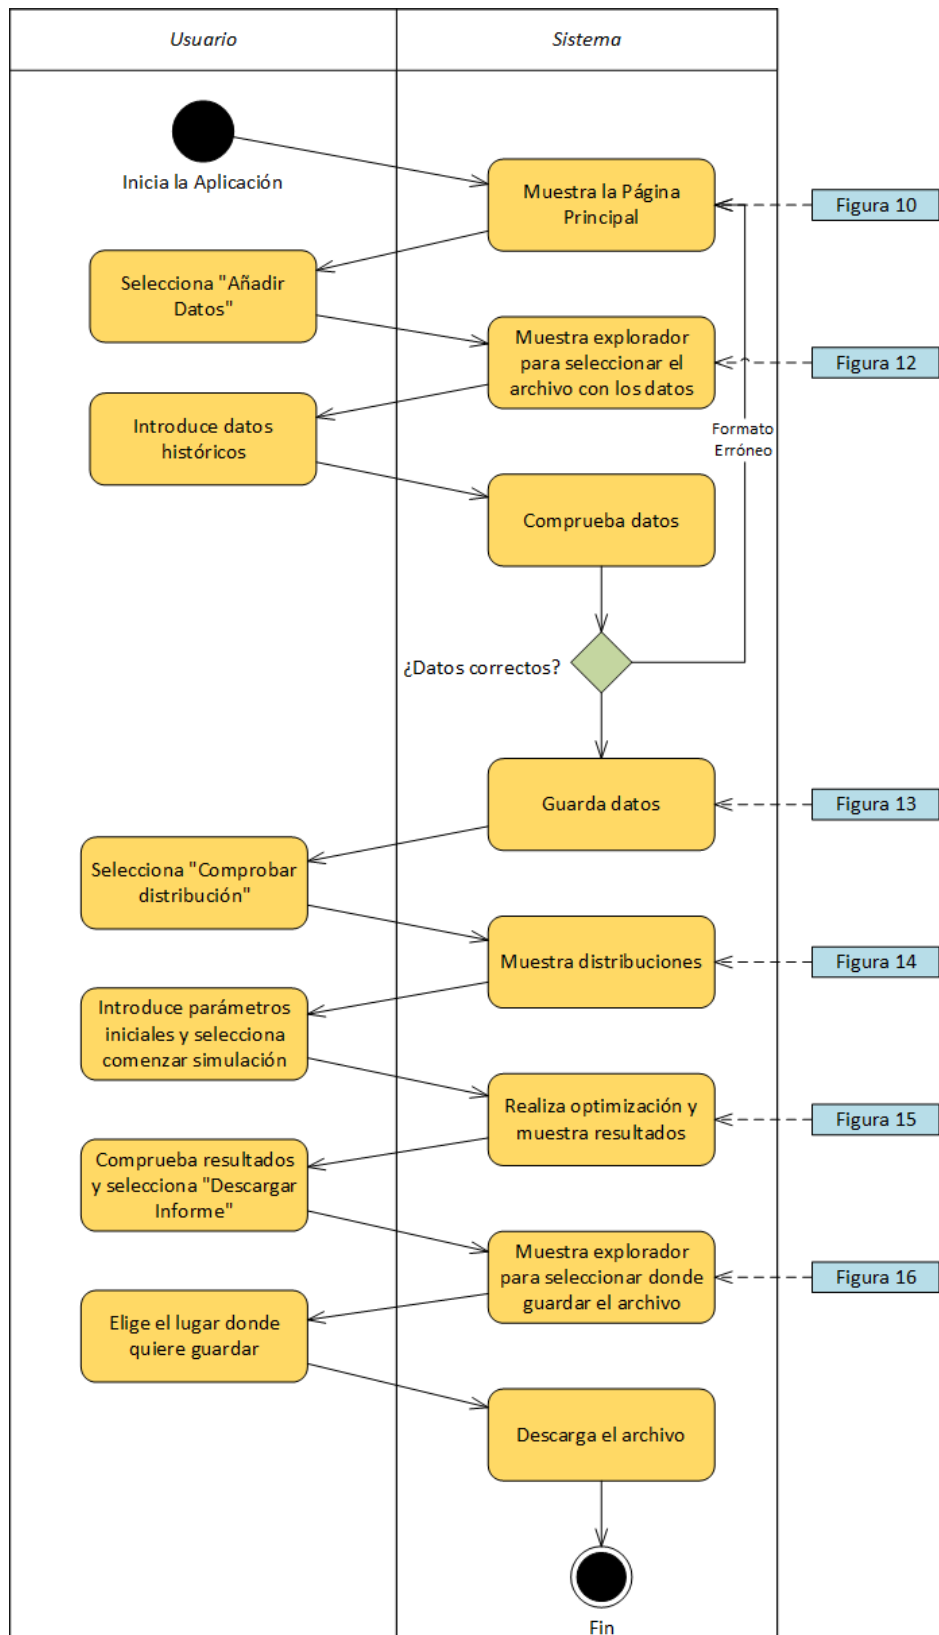 Usuario
Sistema
Inicia la Aplicación
Muestra la Página
Principal
Figura 10
Selecciona "Añadir
Datos"
Muestra explorador
para seleccionar el
archivo con los datos
Figura 12
Introduce datos
históricos
Formato
Erróneo
Comprueba datos
¿Datos correctos?
Guarda datos
Figura 13
Selecciona "Comprobar
distribución"
Muestra distribuciones
Figura 14
Introduce parámetros
iniciales y selecciona
comenzar simulación
Realiza optimización y
muestra resultados
Figura 15
Comprueba resultados
y selecciona "Descargar
Informe"
Muestra explorador
para seleccionar donde
guardar el archivo
Figura 16
Elige el lugar donde
quiere guardar
Descarga el archivo
Fin